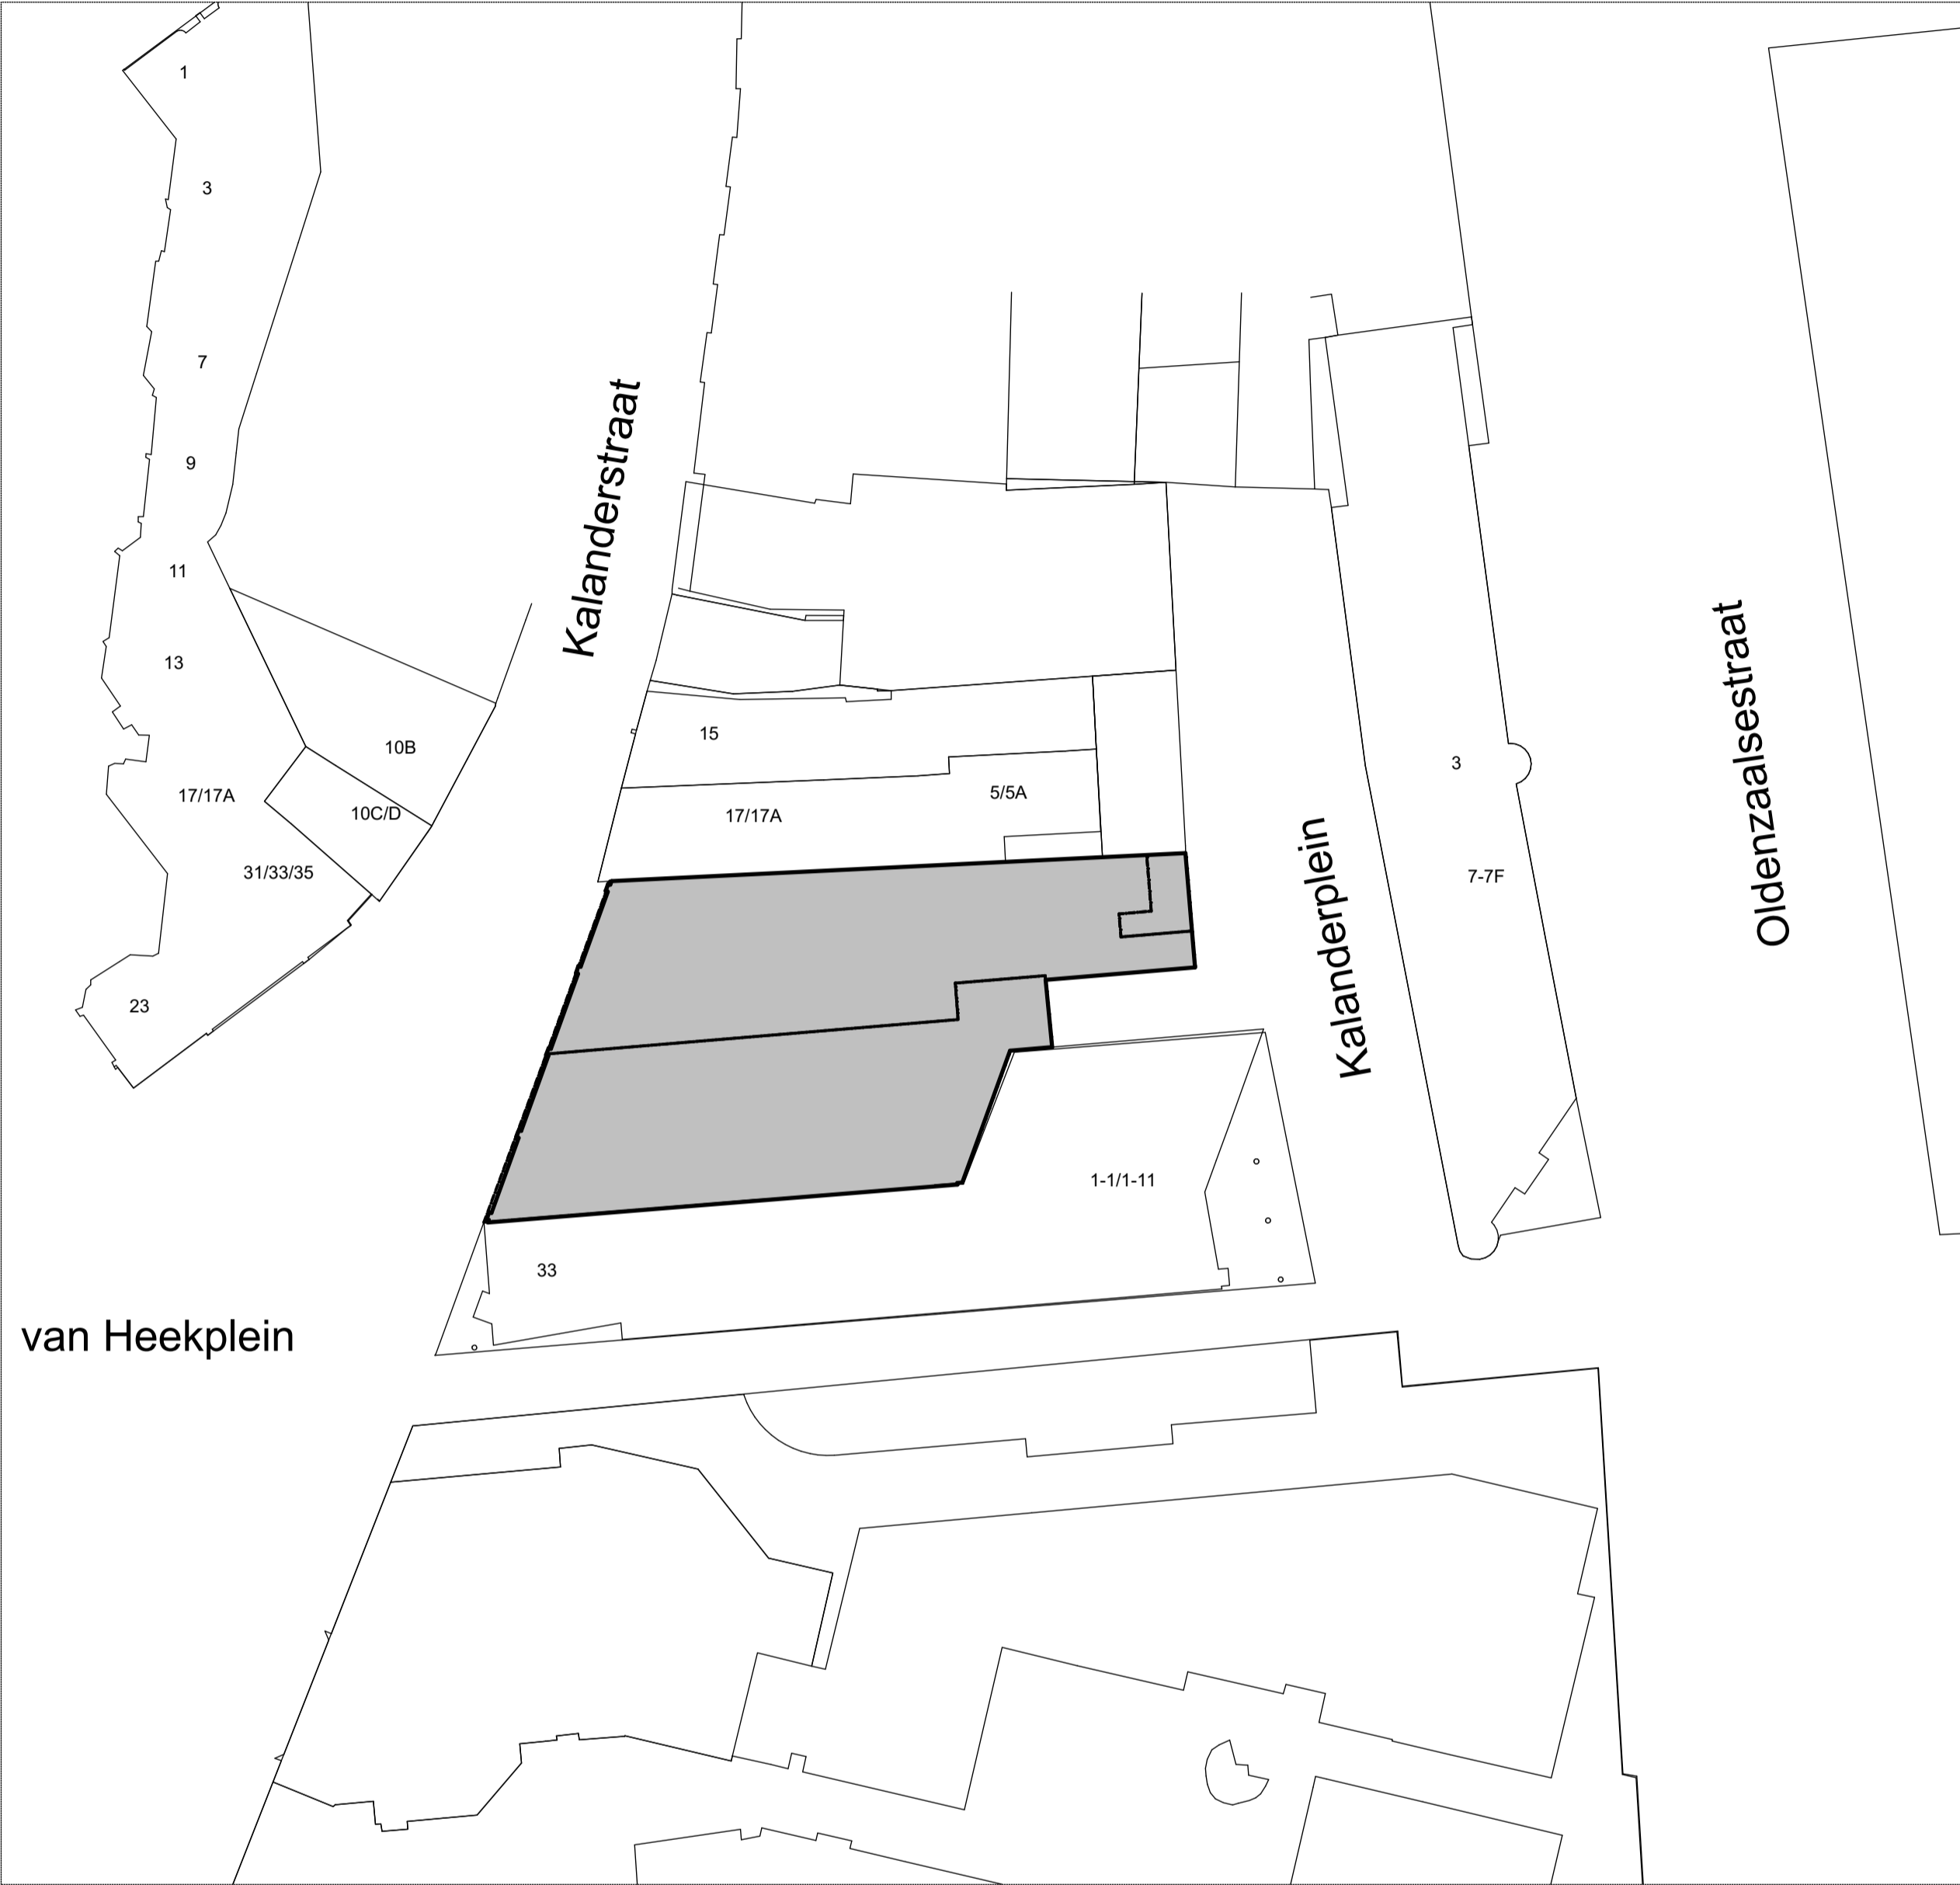 1
3
7
9
11
13
Kalanderstraat
Oldenzaalsestraat
15
10B
3
5/5A
17/17A
10C/D
17/17A
31/33/35
7-7F
Kalanderplein
23
1-1/1-11
33
van Heekplein